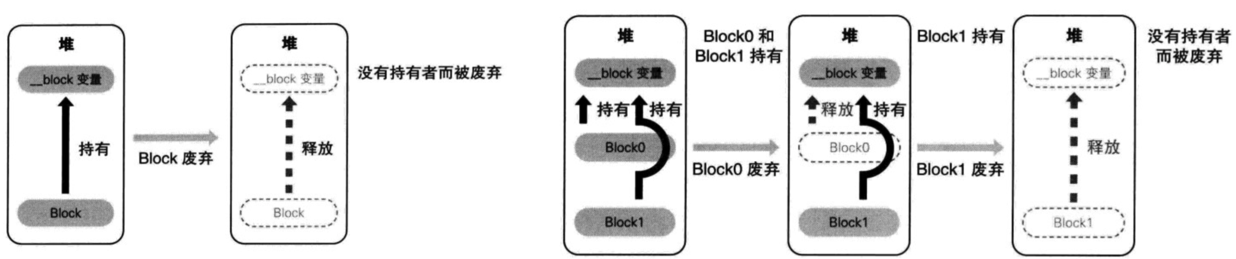 堆
__block 变量
持有
Block
Block 废弃
堆
__block 变量
释放
Block
没有持有者而被废弃
堆
__block 变量
持有 持有
Block0
Block1
Block0 和
Block1 持有
Block0 废弃
堆
__block 变量
释放 持有
Block0
Block1
Block1 持有
Block1 废弃
堆
__block 变量
释放
Block1
没有持有者
而被废弃